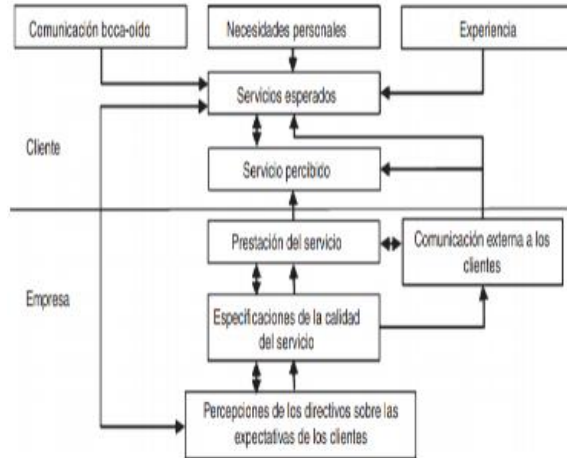 Comunicación boca-oído
Necesidades personales
Experiencia
Servicios esperados
Cliente
Servicio percibido
Prestación del servicio
Comunicación externa a los
clientes
Empresa
Especificaciones de la calidad
del servicio
Percepciones de los directivos sobre las
expectativas de los clientes